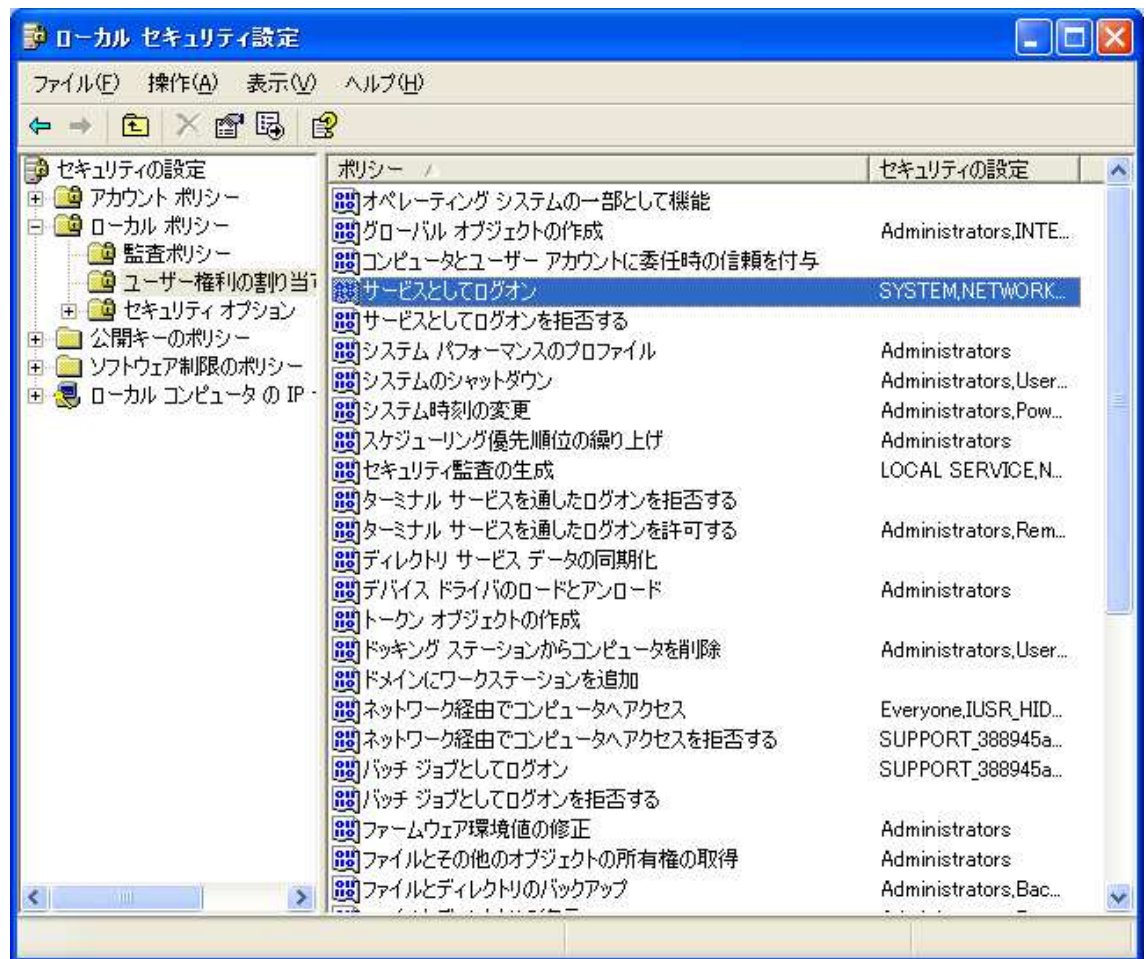 ローカル セキュリティ設定
ファイル(F) 操作(A) 表示(V) ヘルプ(H)
セキュリティの設定
アカウント ポリシー
ローカル ポリシー
監査ポリシー
ユーザー権利の割り当て
セキュリティ オプション
公開キーのポリシー
ソフトウェア制限のポリシー
ローカル コンピュータ の IP
ポリシー セキュリティの設定
オペレーティング システムの一部として機能
グローバル オブジェクトの作成 Administrators,INTE...
コンピュータとユーザー アカウントに委任時の信頼を付与
サービスとしてログオン SYSTEM,NETWORK...
サービスとしてログオンを拒否する
システム パフォーマンスのプロファイル Administrators
システムのシャットダウン Administrators,User...
システム時刻の変更 Administrators,Pow...
スケジューリング優先順位の繰り上げ Administrators
セキュリティ監査の生成 LOCAL SERVICE,N...
ターミナル サービスを通したログオンを拒否する
ターミナル サービスを通したログオンを許可する Administrators,Rem...
ディレクトリ サービス データの同期化
デバイス ドライバのロードとアンロード Administrators
トークン オブジェクトの作成
ドッキング ステーションからコンピュータを削除 Administrators,User...
ドメインにワークステーションを追加
ネットワーク経由でコンピュータへアクセス Everyone,IUSR_HID...
ネットワーク経由でコンピュータへアクセスを拒否する SUPPORT_388945a...
バッチ ジョブとしてログオン SUPPORT_388945a...
バッチ ジョブとしてログオンを拒否する
ファームウェア環境値の修正 Administrators
ファイルとその他のオブジェクトの所有権の取得 Administrators
ファイルとディレクトリのバックアップ Administrators,Bac...